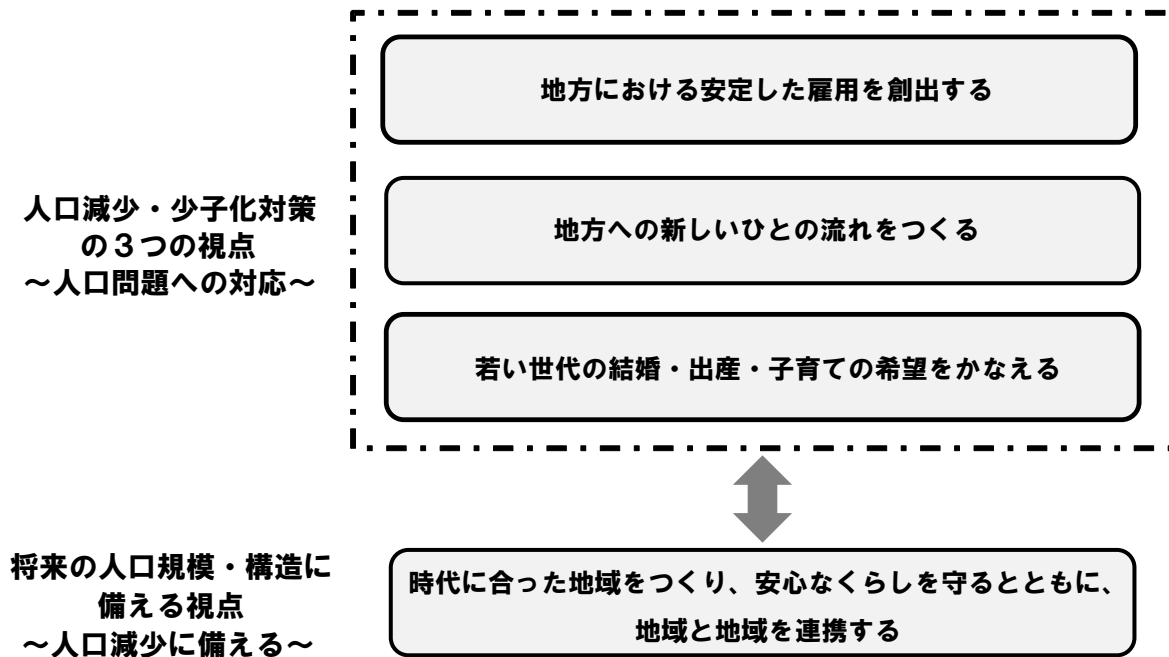 地方における安定した雇用を創出する
人口減少・少子化対策
の３つの視点
～人口問題への対応～
地方への新しいひとの流れをつくる
若い世代の結婚・出産・子育ての希望をかなえる
将来の人口規模・構造に
備える視点
～人口減少に備える～
時代に合った地域をつくり、安心なくらしを守るとともに、
地域と地域を連携する